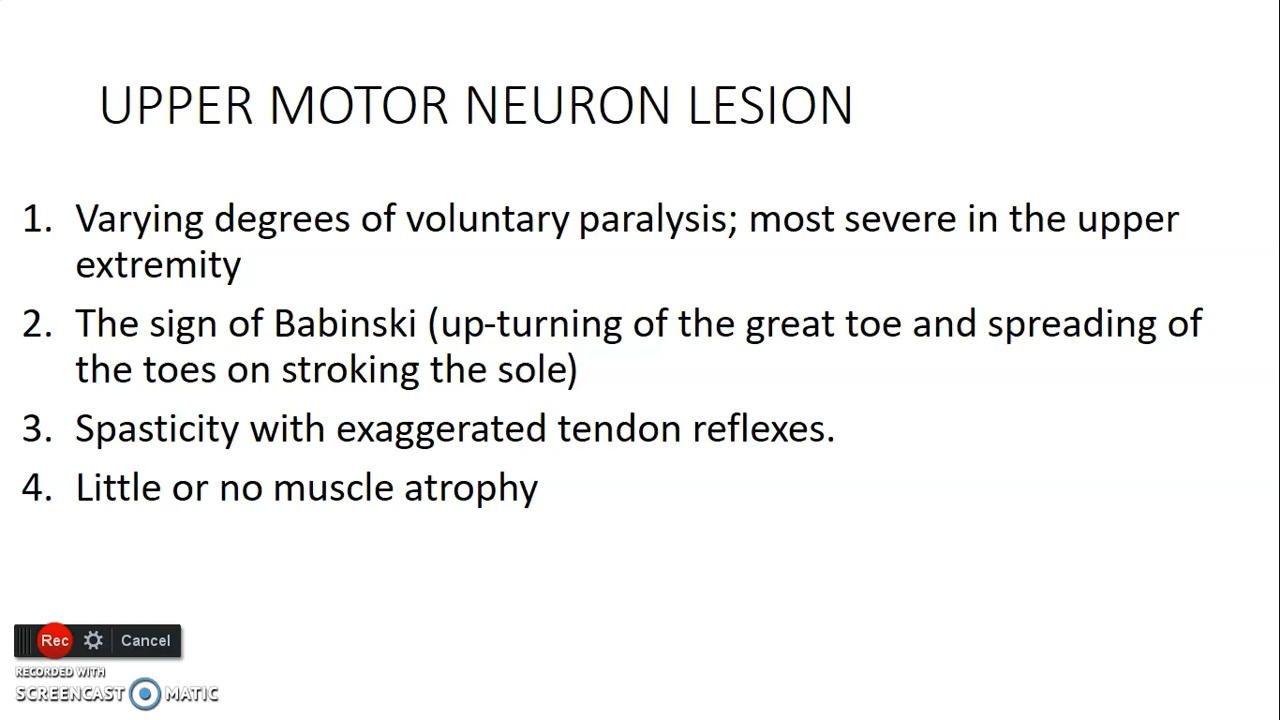 UPPER MOTOR NEURON LESION
1. Varying degrees of voluntary paralysis; most severe in the upper
extremity
2. The sign of Babinski (up-turning of the great toe and spreading of
the toes on stroking the sole)
3. Spasticity with exaggerated tendon reflexes.
4. Little or no muscle atrophy
Rec Cancel
RECORDED WITH
SCREENCAST MATIC